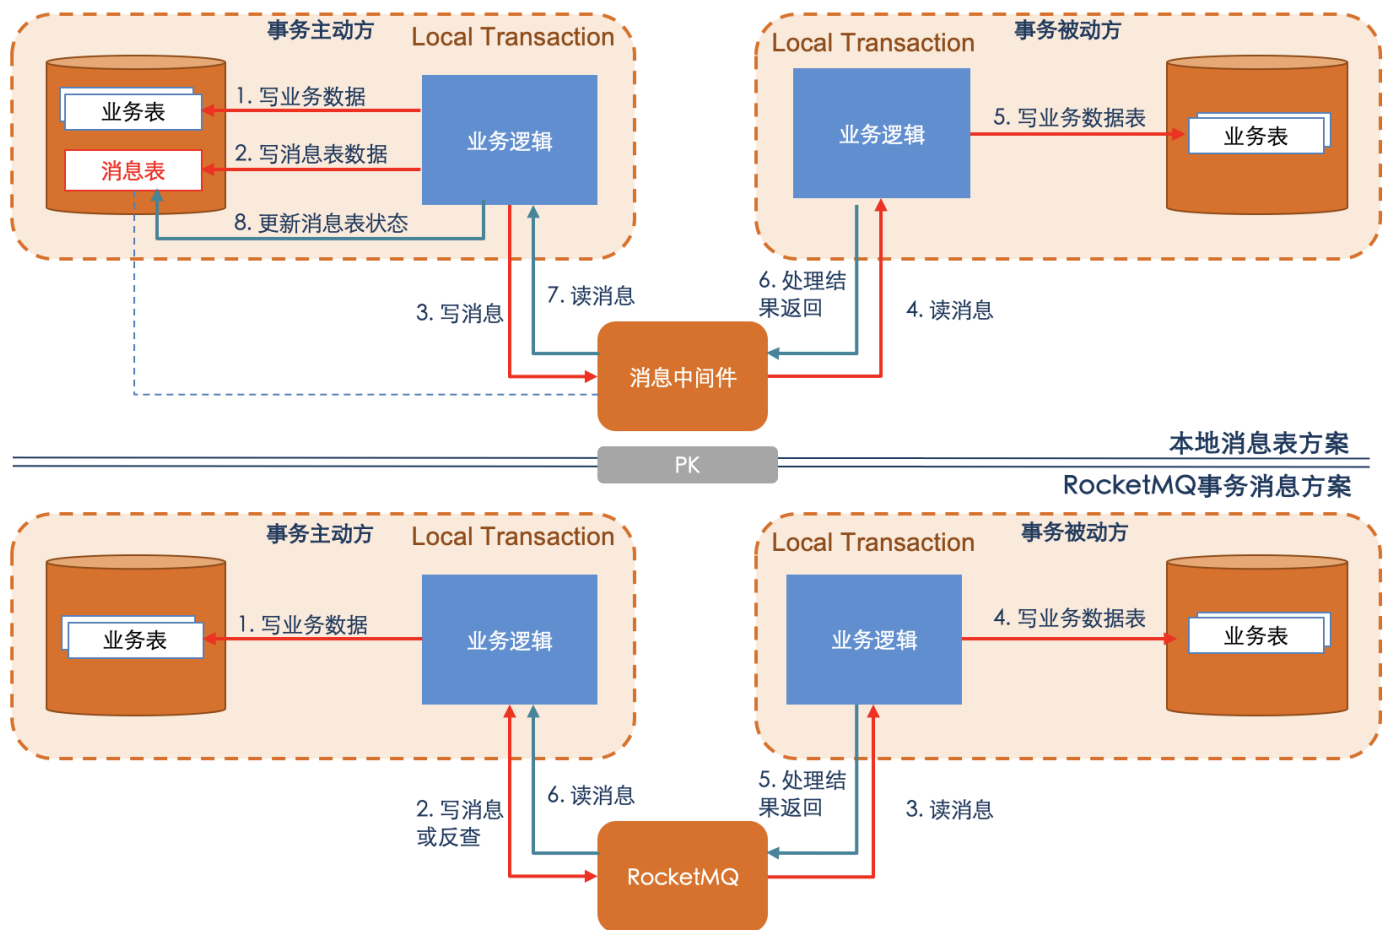 事务主动方
Local Transaction
业务表
消息表
1. 写业务数据
2. 写消息表数据
业务逻辑
8. 更新消息表状态
Local Transaction
事务被动方
业务逻辑
5. 写业务数据表
业务表
3. 写消息
7. 读消息
6. 处理结
果返回
4. 读消息
消息中间件
本地消息表方案
PK
RocketMQ事务消息方案
事务主动方
Local Transaction
业务表
1. 写业务数据
业务逻辑
Local Transaction
事务被动方
业务逻辑
4. 写业务数据表
业务表
2. 写消息
或反查
6. 读消息
5. 处理结
果返回
3. 读消息
RocketMQ